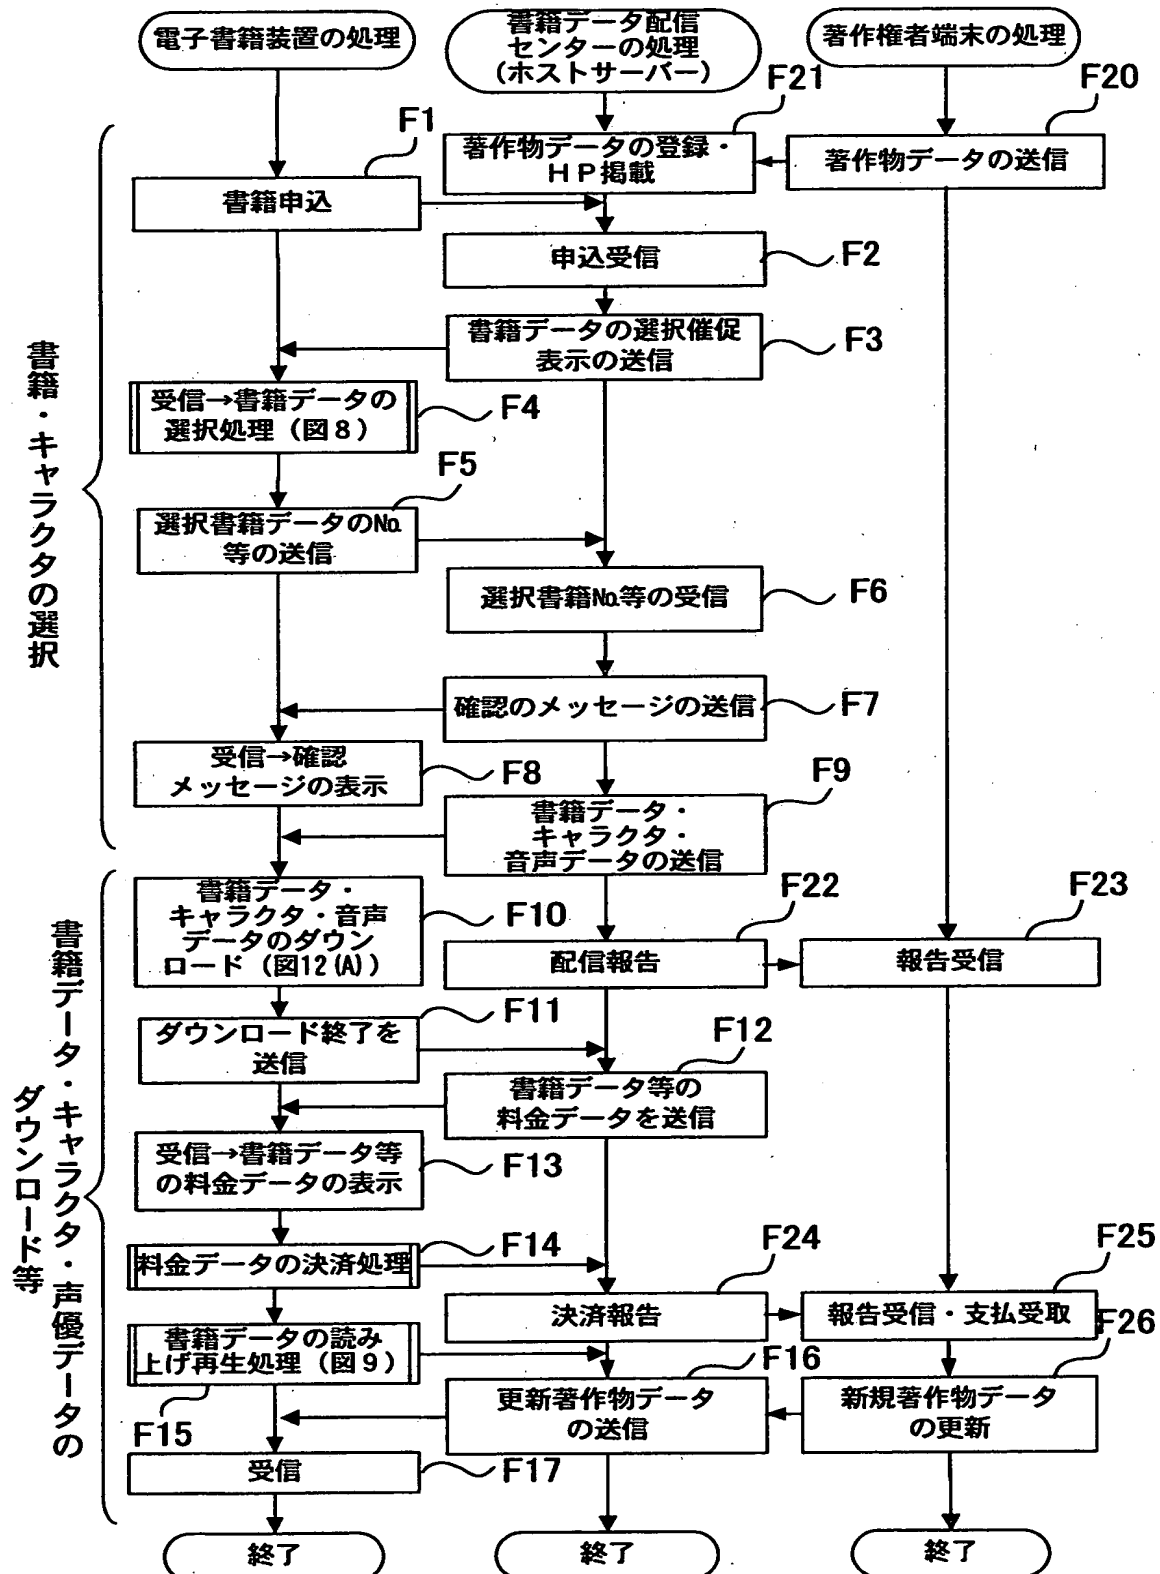 電子書籍装置の処理
書籍データ配信
センターの処理
(ホストサーバー)
著作権者端末の処理
F21
F20
F1
著作物データの登録・
HP掲載
著作物データの送信
書籍申込
申込受信
F2
書籍データの選択催促
表示の送信
F3
受信→書籍データの
選択処理(図8)
F4
F5
選択書籍データの№
等の送信
選択書籍№等の受信
F6
確認のメッセージの送信
F7
受信→確認
メッセージの表示
F8
F9
書籍データ・
キャラクタ・
音声データの送信
書籍・キャラクタの選択
書籍データ・
キャラクタ・音声
データのダウン
ロード(図12(A))
F10
F22
F23
配信報告
報告受信
F11
ダウンロード終了を
送信
F12
書籍データ等の
料金データを送信
受信→書籍データ等
の料金データの表示
F13
料金データの決済処理
F14
F24
F25
決済報告
報告受信・支払受取
書籍データの読み
上げ再生処理(図9)
F15
F16
F26
更新著作物データ
の送信
新規著作物データ
の更新
受信
F17
書籍データ・キャラクタ・声優データの
ダウンロード等
終了
終了
終了